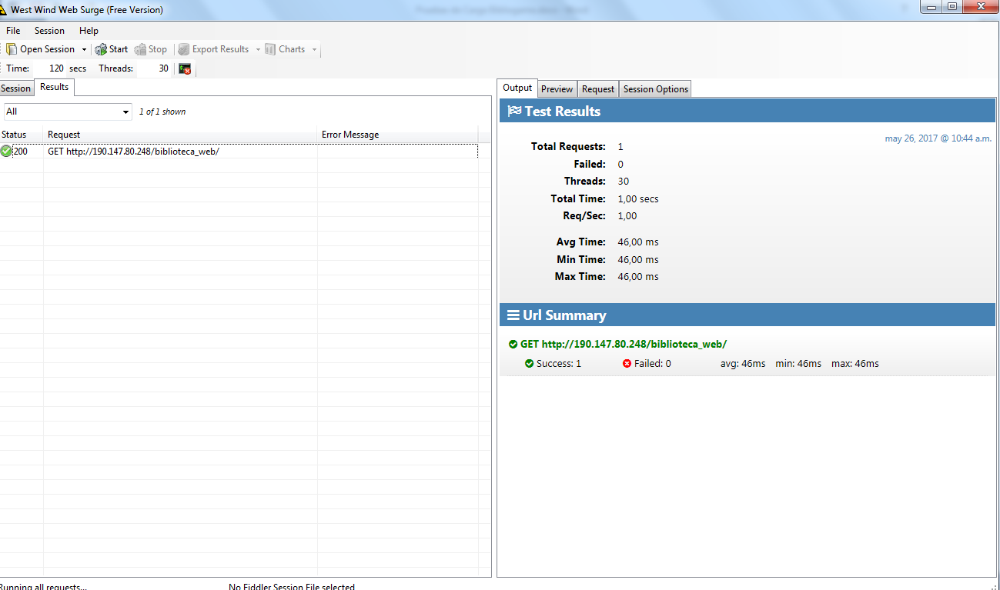 West Wind Web Surge (Free Version)
File Session Help
Open Session Start Stop Export Results Charts
Time: 120 secs Threads: 30
Session Results
All 1 of 1 shown
Status Request Error Message
200 GET http://190.147.80.248/biblioteca_web/
Output Preview Request Session Options
Test Results
may 26, 2017 @ 10:44 a.m.
Total Requests: 1
Failed: 0
Threads: 30
Total Time: 1,00 secs
Req/Sec: 1,00
Avg Time: 46,00 ms
Min Time: 46,00 ms
Max Time: 46,00 ms
Url Summary
GET http://190.147.80.248/biblioteca_web/
Success: 1 Failed: 0 avg: 46ms min: 46ms max: 46ms
Running all requests... No Fiddler Session File selected